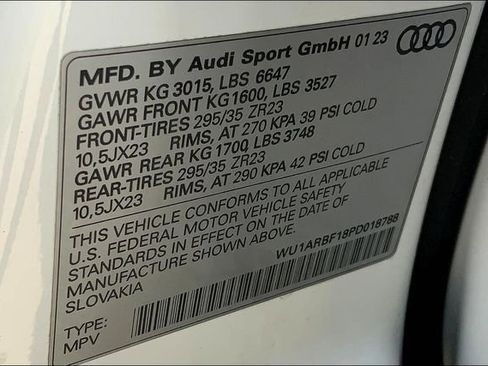 MFD. BY Audi Sport GmbH 01 23
GVWR KG 3015, LBS 6647
GAWR FRONT KG 1600, LBS 3527
FRONT-TIRES 295/35 ZR23
10,5JX23 RIMS, AT 270 KPA 39 PSI COLD
GAWR REAR KG 1700, LBS 3748
REAR-TIRES 295/35 ZR23
10,5JX23 RIMS, AT 290 KPA 42 PSI COLD
THIS VEHICLE CONFORMS TO ALL APPLICABLE
U.S. FEDERAL MOTOR VEHICLE SAFETY
STANDARDS IN EFFECT ON THE DATE OF
MANUFACTURE SHOWN ABOVE.
SLOVAKIA
WU1ARBF18PD018788
TYPE:
MPV